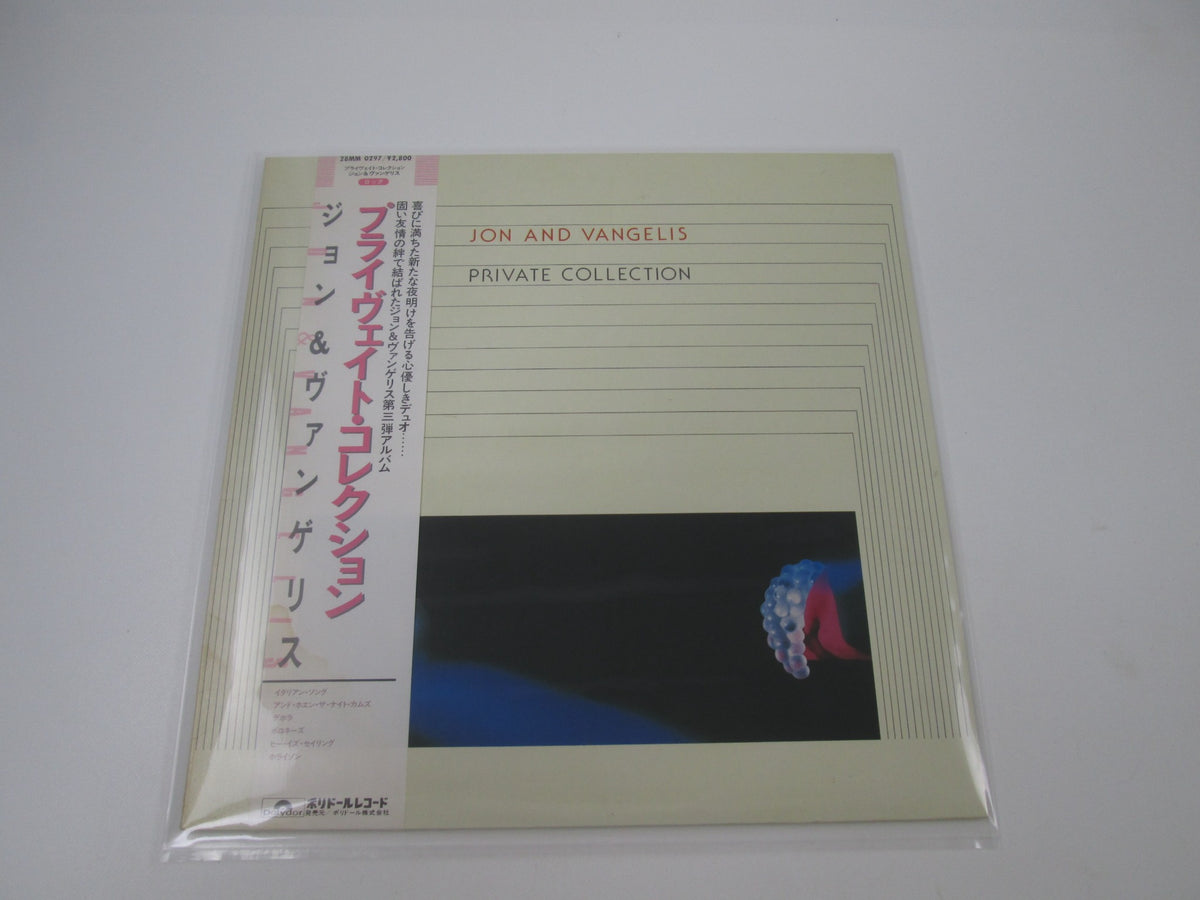 28MM 0297/¥2,800
プライヴェイト・コレクション
ジョン&ヴァンゲリス
ロック
喜びに満ちた新たな夜明けを告げる心優しきデュオ……
固い友情の絆で結ばれたジョン&ヴァンゲリス第三弾アルバム
プライヴェイト・コレクション
ジョン&ヴァンゲリス
イタリアン・ソング
アンド・ホエン・ザ・ナイト・カムズ
デボラ
ポロネーズ
ヒー・イズ・セイリング
ホライゾン
polydor
ポリドールレコード
発売元/ポリドール株式会社
JON AND VANGELIS
PRIVATE COLLECTION